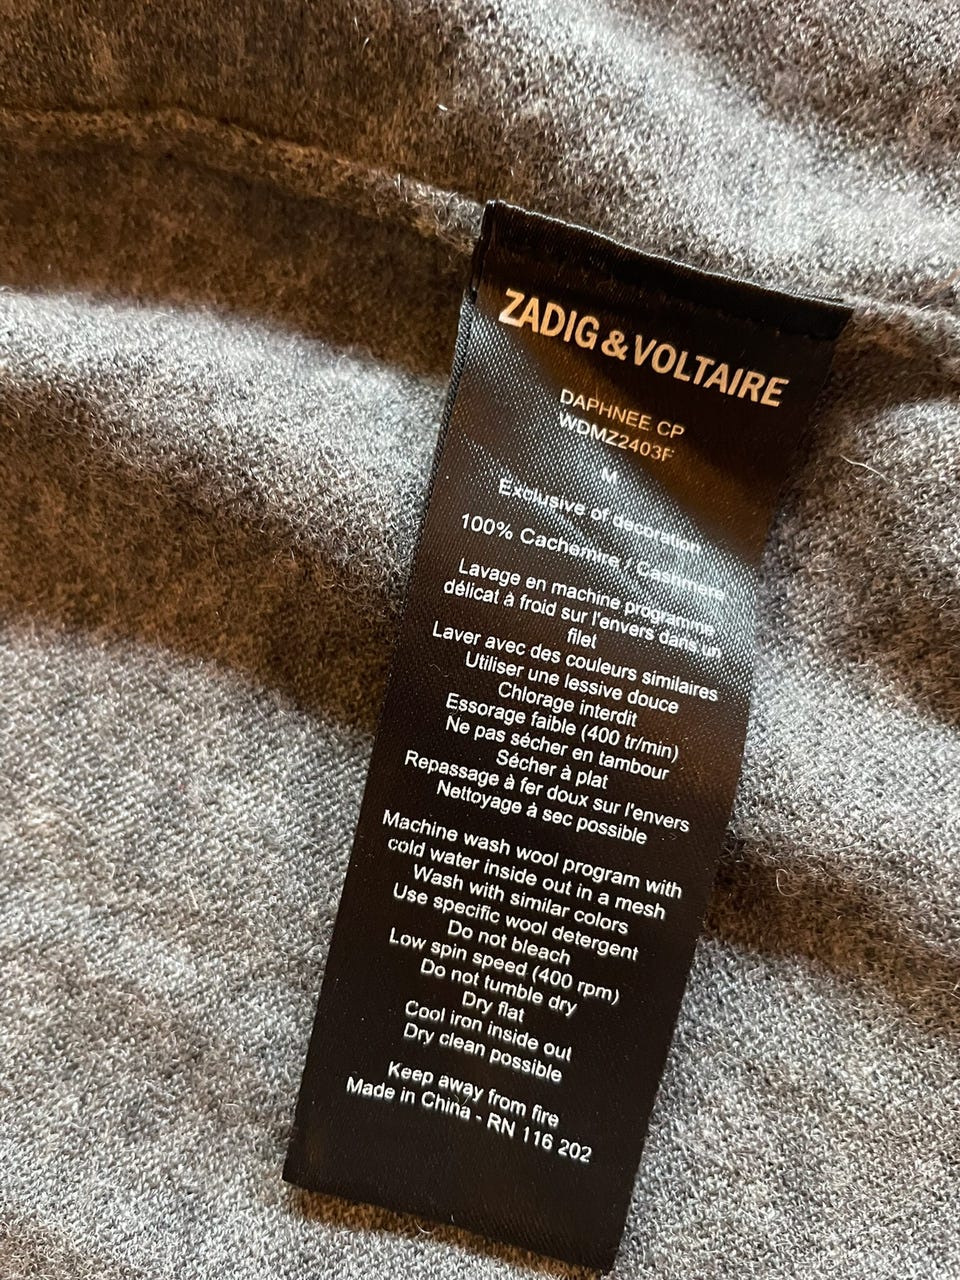 ZADIG & VOLTAIRE
DAPHNEE CP
WDMZ2403F
M
Exclusive of decoration
100% Cachemire / Cashmere
Lavage en machine programme
délicat à froid sur l'envers dans un
filet
Laver avec des couleurs similaires
Utiliser une lessive douce
Chlorage interdit
Essorage faible (400 tr/min)
Ne pas sécher en tambour
Sécher à plat
Repassage à fer doux sur l'envers
Nettoyage à sec possible
Machine wash wool program with
cold water inside out in a mesh
Wash with similar colors
Use specific wool detergent
Do not bleach
Low spin speed (400 rpm)
Do not tumble dry
Dry flat
Cool iron inside out
Dry clean possible
Keep away from fire
Made in China - RN 116 202